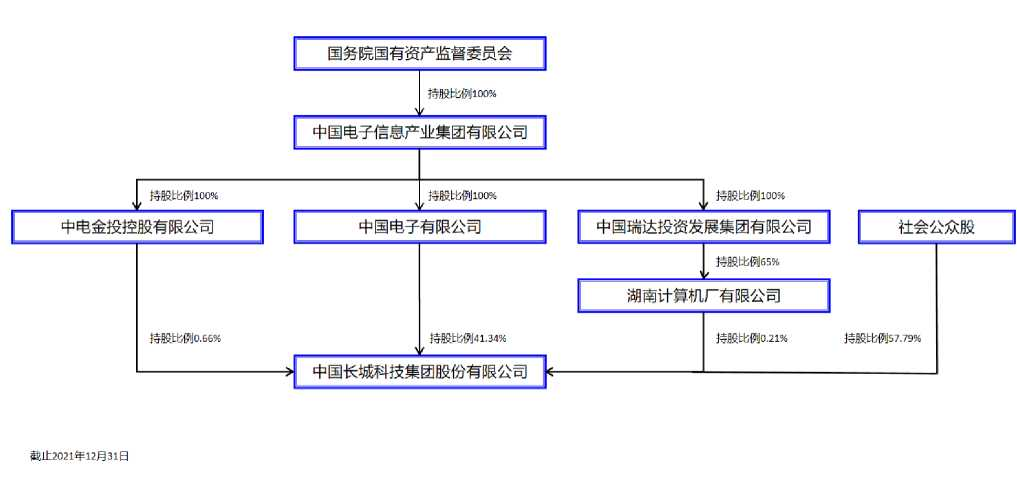 国务院国有资产监督委员会
持股比例100%
中国电子信息产业集团有限公司
持股比例100%
持股比例100%
持股比例100%
中电金投控股有限公司
中国电子有限公司
中国瑞达投资发展集团有限公司
社会公众股
持股比例65%
湖南计算机厂有限公司
持股比例0.66%
持股比例41.34%
持股比例0.21%
持股比例57.79%
中国长城科技集团股份有限公司
截止2021年12月31日